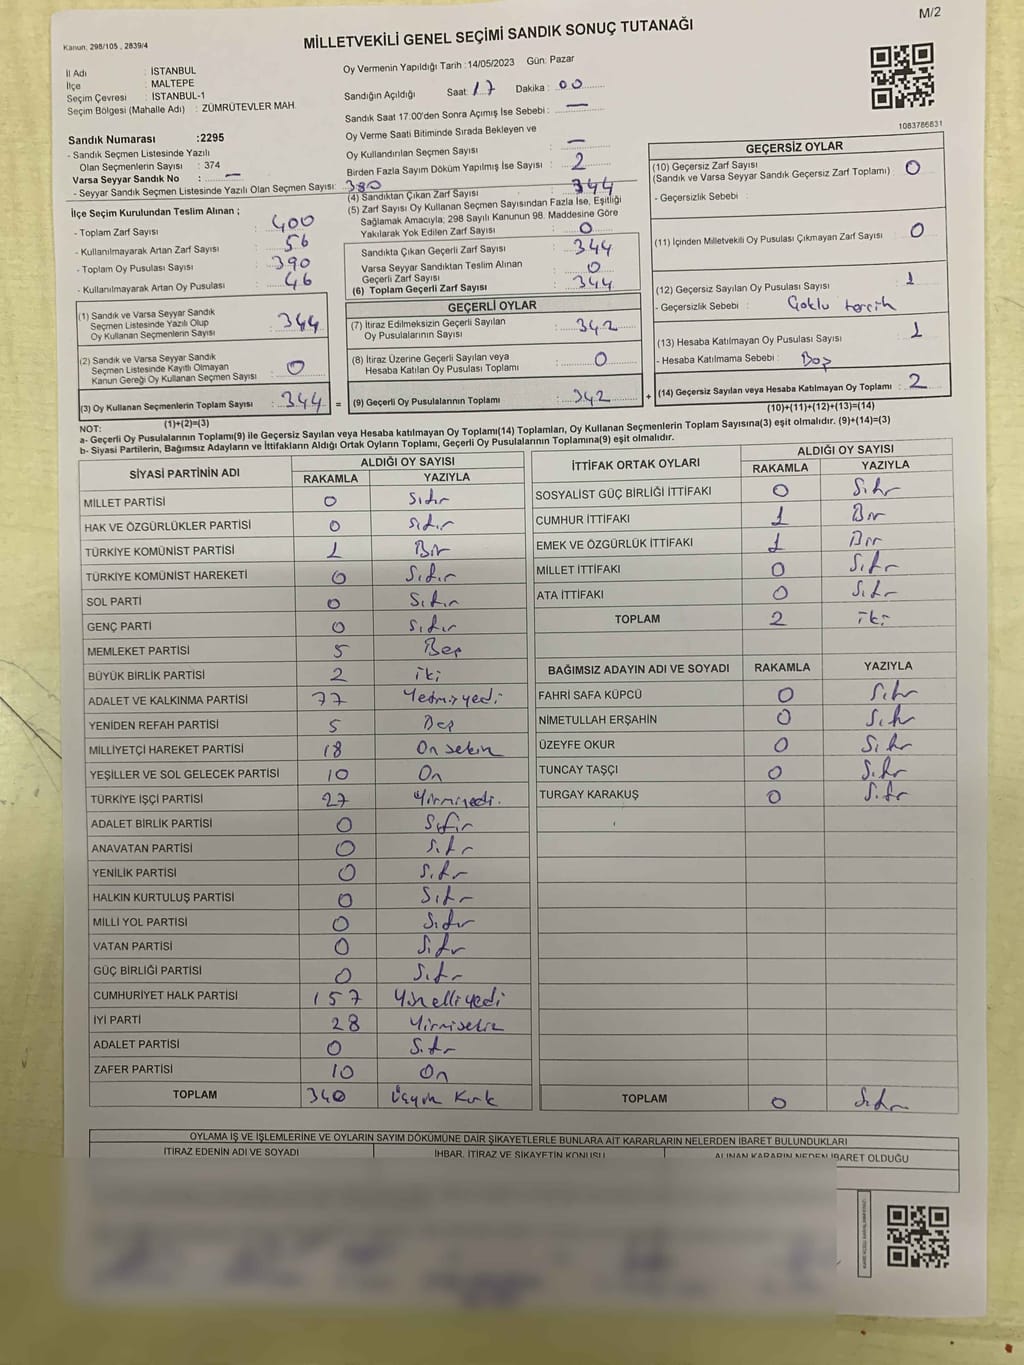 M/2
Kanun, 298/105 , 2839/4
MİLLETVEKİLİ GENEL SEÇİMİ SANDIK SONUÇ TUTANAĞI
İl Adı : İSTANBUL
İlçe : MALTEPE
Seçim Çevresi : İSTANBUL-1
Seçim Bölgesi (Mahalle Adı) : ZÜMRÜTEVLER MAH.
Sandık Numarası :2295
- Sandık Seçmen Listesinde Yazılı
Olan Seçmenlerin Sayısı : 374
Varsa Seyyar Sandık No : —
- Seyyar Sandık Seçmen Listesinde Yazılı Olan Seçmen Sayısı: 380
Oy Vermenin Yapıldığı Tarih :14/05/2023 Gün: Pazar
Sandığın Açıldığı Saat: 17 Dakika : 00
Sandık Saat 17.00'den Sonra Açımış İse Sebebi : —
Oy Verme Saati Bitiminde Sırada Bekleyen ve
Oy Kullandırılan Seçmen Sayısı : —
Birden Fazla Sayım Döküm Yapılmış İse Sayısı : 2
1083786631
İlçe Seçim Kurulundan Teslim Alınan ;
- Toplam Zarf Sayısı : 400
- Kullanılmayarak Artan Zarf Sayısı : 56
- Toplam Oy Pusulası Sayısı : 390
- Kullanılmayarak Artan Oy Pusulası : 46
(1) Sandık ve Varsa Seyyar Sandık
Seçmen Listesinde Yazılı Olup
Oy Kullanan Seçmenlerin Sayısı : 344
(2) Sandık ve Varsa Seyyar Sandık
Seçmen Listesinde Kayıtlı Olmayan
Kanun Gereği Oy Kullanan Seçmen Sayısı : 0
(3) Oy Kullanan Seçmenlerin Toplam Sayısı : 344 =
(1)+(2)=(3)
(4) Sandıktan Çıkan Zarf Sayısı : 344
(5) Zarf Sayısı Oy Kullanan Seçmen Sayısından Fazla İse, Eşitliği
Sağlamak Amacıyla; 298 Sayılı Kanunun 98. Maddesine Göre
Yakılarak Yok Edilen Zarf Sayısı : 0
Sandıkta Çıkan Geçerli Zarf Sayısı : 344
Varsa Seyyar Sandıktan Teslim Alınan
Geçerli Zarf Sayısı : 0
(6) Toplam Geçerli Zarf Sayısı : 344
GEÇERLİ OYLAR
(7) İtiraz Edilmeksizin Geçerli Sayılan
Oy Pusulalarının Sayısı : 342
(8) İtiraz Üzerine Geçerli Sayılan veya
Hesaba Katılan Oy Pusulası Toplamı : 0
(9) Geçerli Oy Pusulalarının Toplamı : 342 +
GEÇERSİZ OYLAR
(10) Geçersiz Zarf Sayısı
(Sandık ve Varsa Seyyar Sandık Geçersiz Zarf Toplamı) : 0
- Geçersizlik Sebebi :
(11) İçinden Milletvekili Oy Pusulası Çıkmayan Zarf Sayısı : 0
(12) Geçersiz Sayılan Oy Pusulası Sayısı : 1
- Geçersizlik Sebebi : Çoklu tercih
(13) Hesaba Katılmayan Oy Pusulası Sayısı : 1
- Hesaba Katılmama Sebebi : Boş
(14) Geçersiz Sayılan veya Hesaba Katılmayan Oy Toplamı : 2
(10)+(11)+(12)+(13)=(14)
NOT:
a- Geçerli Oy Pusulalarının Toplamı(9) ile Geçersiz Sayılan veya Hesaba katılmayan Oy Toplamı(14) Toplamları, Oy Kullanan Seçmenlerin Toplam Sayısına(3) eşit olmalıdır. (9)+(14)=(3)
b- Siyasi Partilerin, Bağımsız Adayların ve İttifakların Aldığı Ortak Oyların Toplamı, Geçerli Oy Pusulalarının Toplamına(9) eşit olmalıdır.
SİYASİ PARTİNİN ADI ALDIĞI OY SAYISI
RAKAMLA YAZIYLA
MİLLET PARTİSİ 0 Sıfır
HAK VE ÖZGÜRLÜKLER PARTİSİ 0 Sıfır
TÜRKİYE KOMÜNİST PARTİSİ 1 Bir
TÜRKİYE KOMÜNİST HAREKETİ 0 Sıfır
SOL PARTİ 0 Sıfır
GENÇ PARTİ 0 Sıfır
MEMLEKET PARTİSİ 5 Beş
BÜYÜK BİRLİK PARTİSİ 2 iki
ADALET VE KALKINMA PARTİSİ 77 Yetmişyedi
YENİDEN REFAH PARTİSİ 5 Beş
MİLLİYETÇİ HAREKET PARTİSİ 18 On sekiz
YEŞİLLER VE SOL GELECEK PARTİSİ 10 On
TÜRKİYE İŞÇİ PARTİSİ 27 Yirmiyedi.
ADALET BİRLİK PARTİSİ 0 Sıfır
ANAVATAN PARTİSİ 0 Sıfır
YENİLİK PARTİSİ 0 Sıfır
HALKIN KURTULUŞ PARTİSİ 0 Sıfır
MİLLİ YOL PARTİSİ 0 Sıfır
VATAN PARTİSİ 0 Sıfır
GÜÇ BİRLİĞİ PARTİSİ 0 Sıfır
CUMHURİYET HALK PARTİSİ 157 Yüzelliyedi
İYİ PARTİ 28 Yirmisekiz
ADALET PARTİSİ 0 Sıfır
ZAFER PARTİSİ 10 On
TOPLAM 340 Üçyüz Kırk
İTTİFAK ORTAK OYLARI ALDIĞI OY SAYISI
RAKAMLA YAZIYLA
SOSYALİST GÜÇ BİRLİĞİ İTTİFAKI 0 Sıfır
CUMHUR İTTİFAKI 1 Bir
EMEK VE ÖZGÜRLÜK İTTİFAKI 1 Bir
MİLLET İTTİFAKI 0 Sıfır
ATA İTTİFAKI 0 Sıfır
TOPLAM 2 iki
BAĞIMSIZ ADAYIN ADI VE SOYADI RAKAMLA YAZIYLA
FAHRİ SAFA KÜPCÜ 0 Sıfır
NİMETULLAH ERŞAHİN 0 Sıfır
ÜZEYFE OKUR 0 Sıfır
TUNCAY TAŞÇI 0 Sıfır
TURGAY KARAKUŞ 0 Sıfır
TOPLAM 0 Sıfır
OYLAMA İŞ VE İŞLEMLERİNE VE OYLARIN SAYIM DÖKÜMÜNE DAİR ŞİKAYETLERLE BUNLARA AİT KARARLARIN NELERDEN İBARET BULUNDUKLARI
İTİRAZ EDENİN ADI VE SOYADI İHBAR, İTİRAZ VE ŞİKAYETİN KONUSU ALINAN KARARIN NEDEN İBARET OLDUĞU